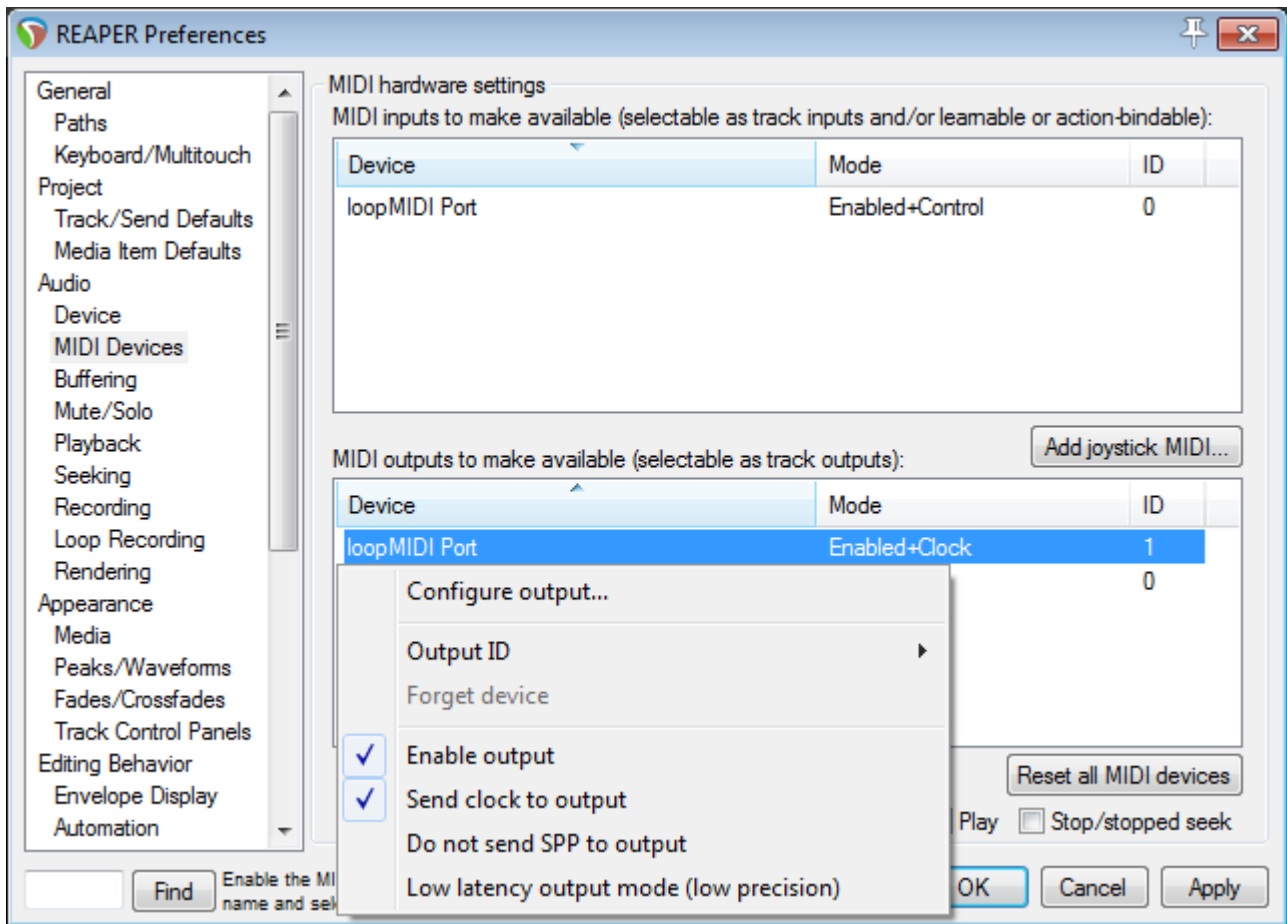 REAPER Preferences
General
Paths
Keyboard/Multitouch
Project
Track/Send Defaults
Media Item Defaults
Audio
Device
MIDI Devices
Buffering
Mute/Solo
Playback
Seeking
Recording
Loop Recording
Rendering
Appearance
Media
Peaks/Waveforms
Fades/Crossfades
Track Control Panels
Editing Behavior
Envelope Display
Automation
MIDI hardware settings
MIDI inputs to make available (selectable as track inputs and/or learnable or action-bindable):
Device Mode ID
loopMIDI Port Enabled+Control 0
Add joystick MIDI...
MIDI outputs to make available (selectable as track outputs):
Device Mode ID
loopMIDI Port Enabled+Clock 1
0
Configure output...
Output ID
Forget device
Enable output
Send clock to output
Do not send SPP to output
Low latency output mode (low precision)
Reset all MIDI devices
Play Stop/stopped seek
Find
Enable the MI
name and sel
OK Cancel Apply